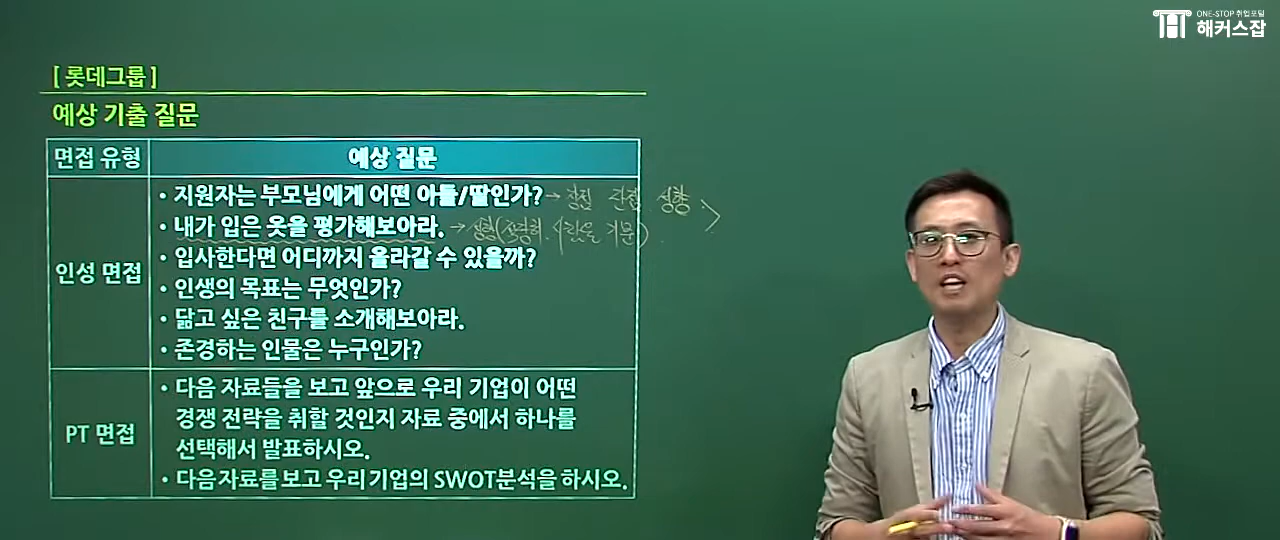 ONE-STOP 취업포털
해커스잡
[ 롯데그룹 ]
예상 기출 질문
면접 유형 예상 질문
인성 면접
• 지원자는 부모님에게 어떤 아들/딸인가? →
• 내가 입은 옷을 평가해보아라. →
• 입사한다면 어디까지 올라갈 수 있을까?
• 인생의 목표는 무엇인가?
• 닮고 싶은 친구를 소개해보아라.
• 존경하는 인물은 누구인가?
PT 면접
• 다음 자료들을 보고 앞으로 우리 기업이 어떤
경쟁 전략을 취할 것인지 자료 중에서 하나를
선택해서 발표하시오.
• 다음 자료를 보고 우리 기업의 SWOT분석을 하시오.